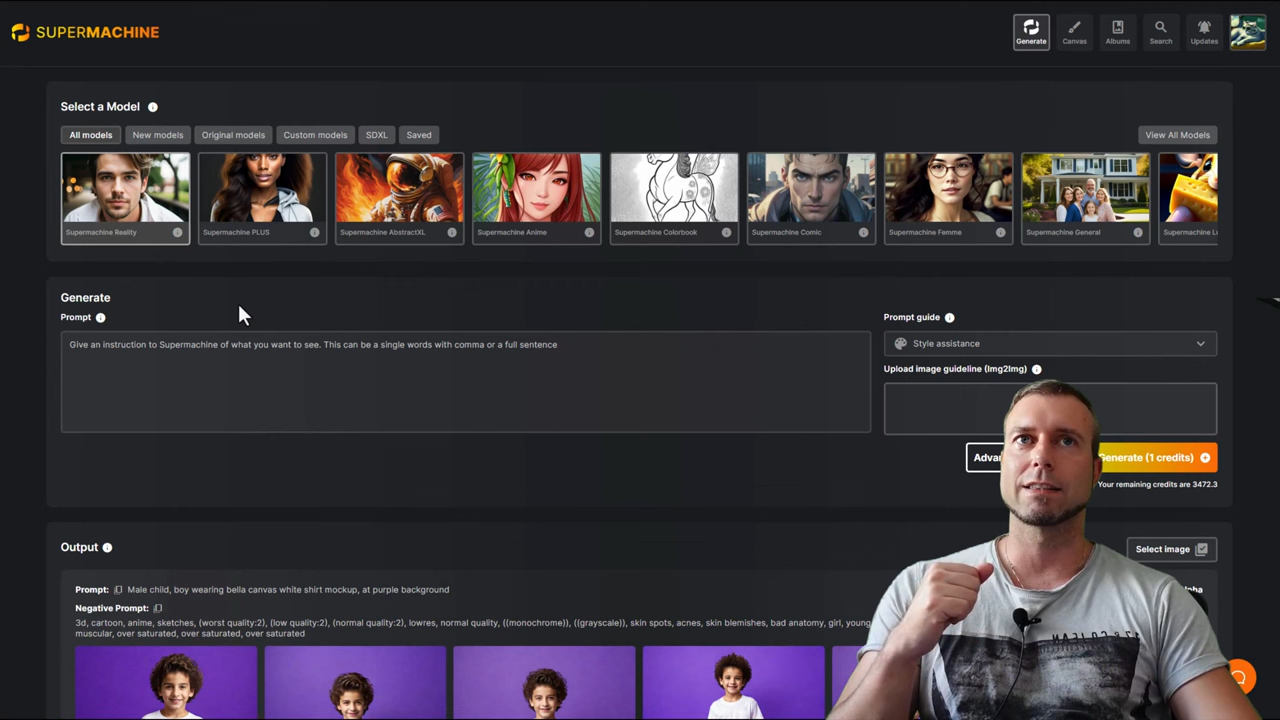 SUPERMACHINE
Generate
Canvas
Albums
Search
Updates
Select a Model
All models
New models
Original models
Custom models
SDXL
Saved
View All Models
Supermachine Reality
Supermachine PLUS
Supermachine AbstractXL
Supermachine Anime
Supermachine Colorbook
Supermachine Comic
Supermachine Femme
Supermachine General
Supermachine
Generate
Prompt
Prompt guide
Give an instruction to Supermachine of what you want to see. This can be a single words with comma or a full sentence
Style assistance
Upload image guideline (Img2Img)
Generate (1 credits)
Your remaining credits are 3472.3
Output
Select image
Prompt: Male child, boy wearing bella canvas white shirt mockup, at purple background
Negative Prompt:
3d, cartoon, anime, sketches, (worst quality:2), (low quality:2), (normal quality:2), lowres, normal quality, ((monochrome)), ((grayscale)), skin spots, acnes, skin blemishes, bad anatomy, girl, young
muscular, over saturated, over saturated, over saturated